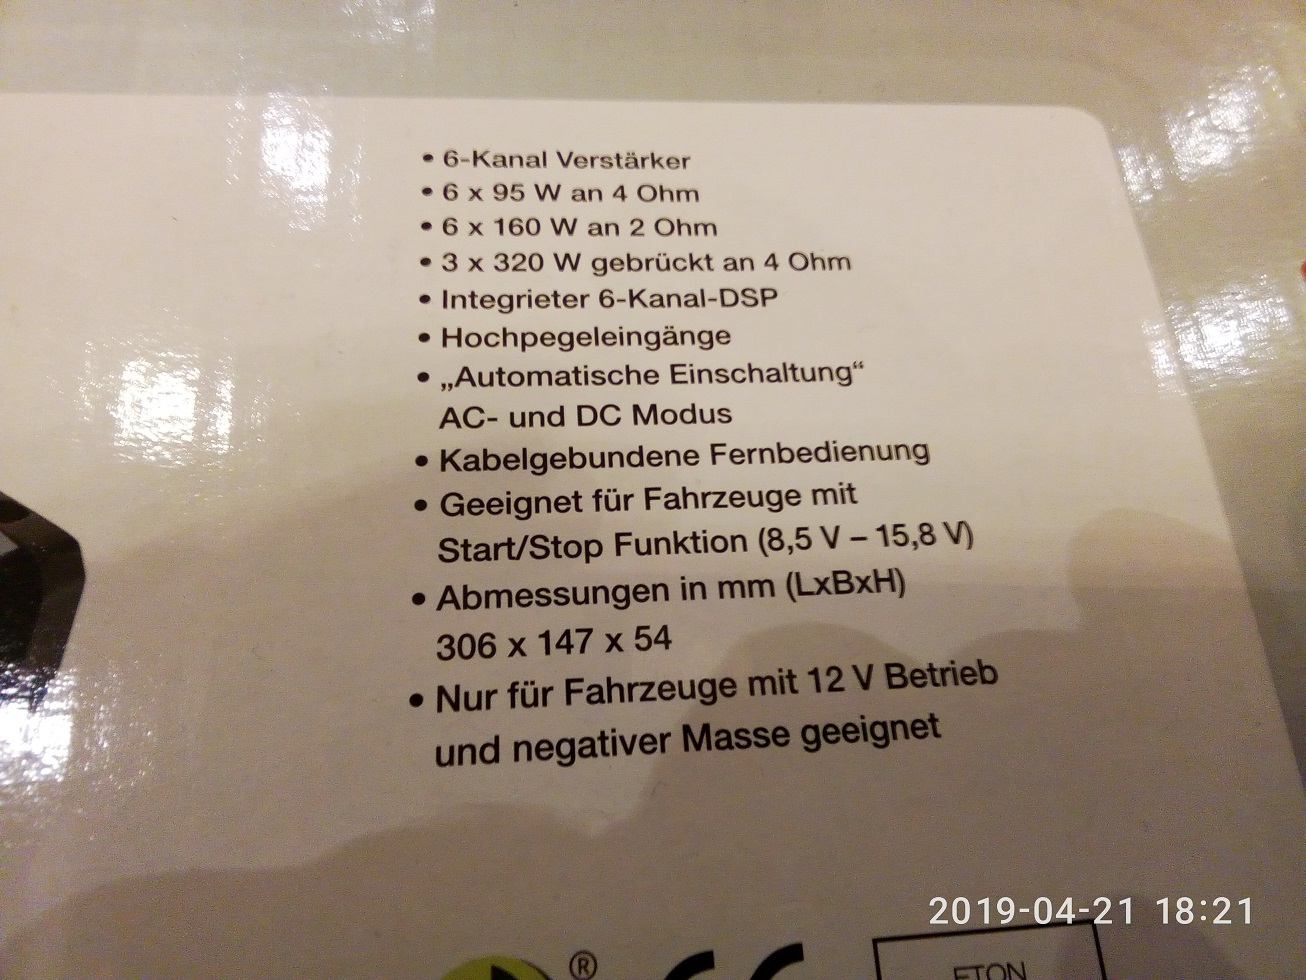 • 6-Kanal Verstärker
• 6 x 95 W an 4 Ohm
• 6 x 160 W an 2 Ohm
• 3 x 320 W gebrückt an 4 Ohm
• Integrieter 6-Kanal-DSP
• Hochpegeleingänge
• „Automatische Einschaltung“
AC- und DC Modus
• Kabelgebundene Fernbedienung
• Geeignet für Fahrzeuge mit
Start/Stop Funktion (8,5 V – 15,8 V)
• Abmessungen in mm (LxBxH)
306 x 147 x 54
• Nur für Fahrzeuge mit 12 V Betrieb
und negativer Masse geeignet
2019-04-21 18:21
® CE ETON